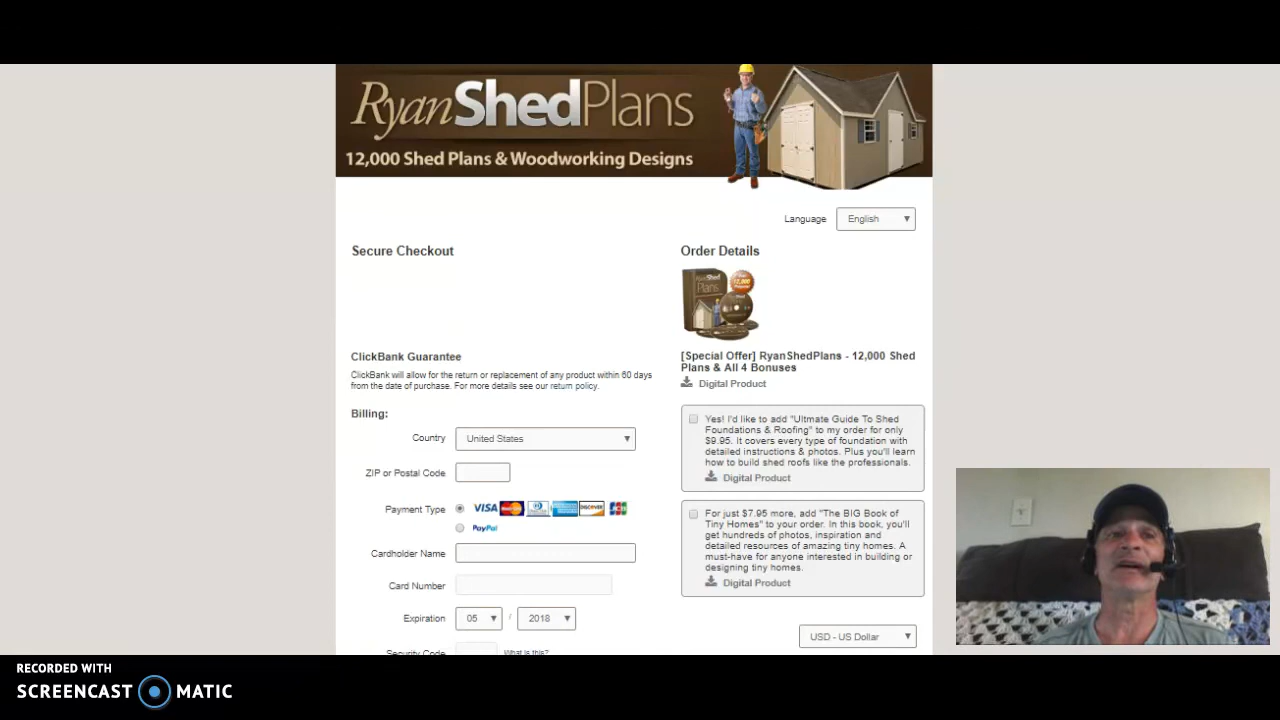 RyanShedPlans
12,000 Shed Plans & Woodworking Designs
Language English
Secure Checkout
Order Details
ClickBank Guarantee
ClickBank will allow for the return or replacement of any product within 60 days
from the date of purchase. For more details see our return policy.
[Special Offer] RyanShedPlans - 12,000 Shed
Plans & All 4 Bonuses
Digital Product
Billing:
Country United States
ZIP or Postal Code
Payment Type VISA
PayPal
Cardholder Name
Card Number
Expiration 05 / 2018
Security Code What is this?
Yes! I'd like to add "Ultmate Guide To Shed
Foundations & Roofing" to my order for only
$9.95. It covers every type of foundation with
detailed instructions & photos. Plus you'll learn
how to build shed roofs like the professionals.
Digital Product
For just $7.95 more, add "The BIG Book of
Tiny Homes" to your order. In this book, you'll
get hundreds of photos, inspiration and
detailed resources of amazing tiny homes. A
must-have for anyone interested in building or
designing tiny homes.
Digital Product
USD - US Dollar
RECORDED WITH
SCREENCAST MATIC